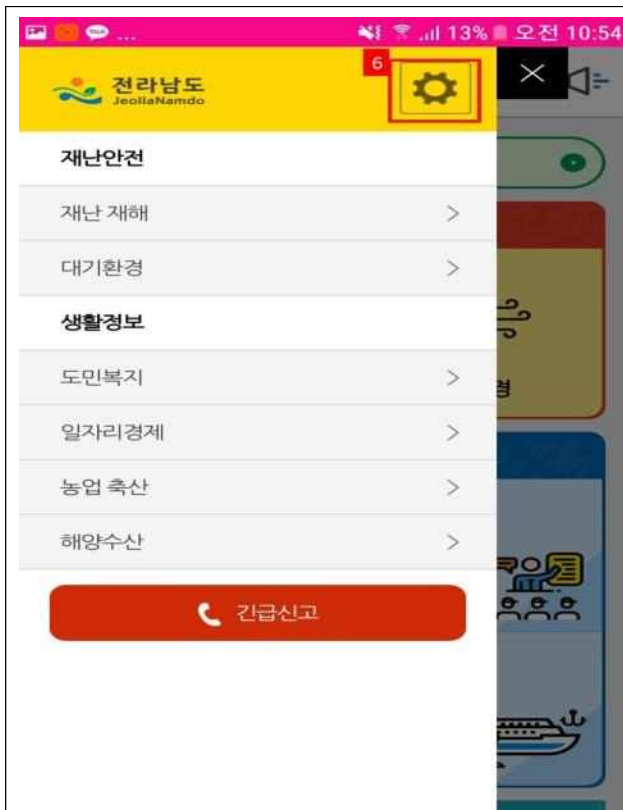 ... 13% 오전 10:54
전라남도
JeollaNamdo
6
재난안전
재난 재해
대기환경
생활정보
도민복지
일자리경제
농업 축산
해양수산
긴급신고
경